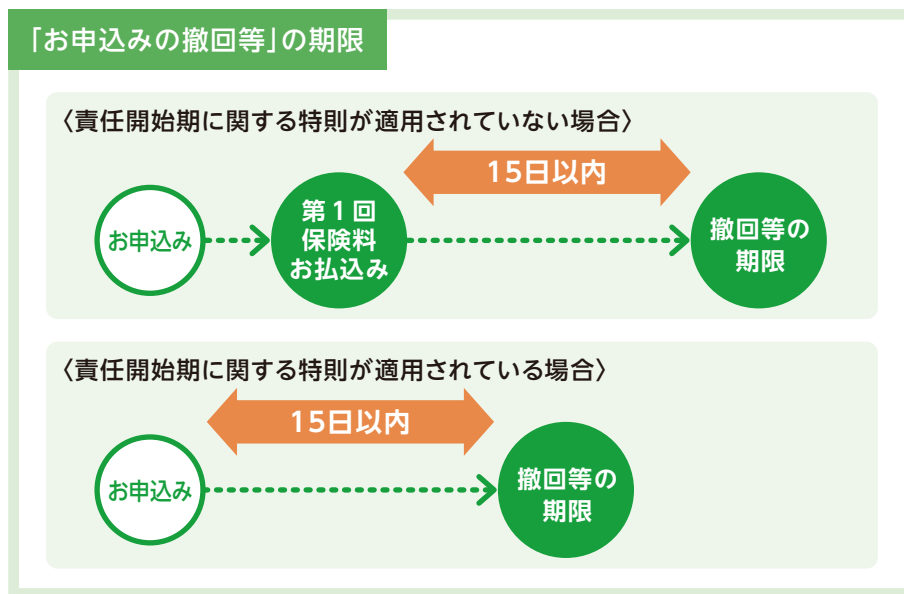 「お申込みの撤回等」の期限
〈責任開始期に関する特則が適用されていない場合〉
15日以内
お申込み
第1回
保険料
お払込み
撤回等の
期限
〈責任開始期に関する特則が適用されている場合〉
15日以内
お申込み
撤回等の
期限